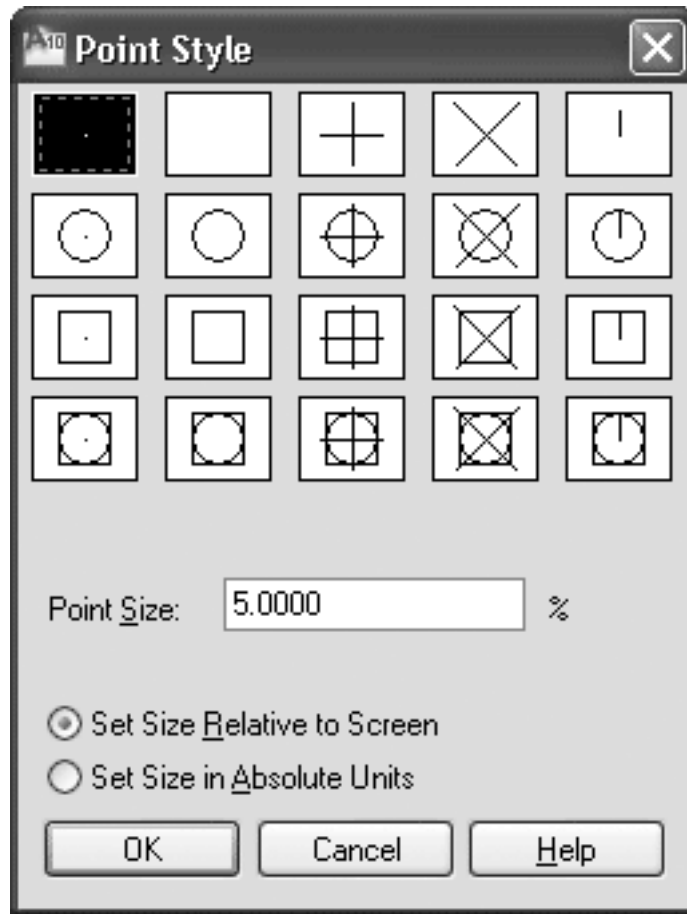 A10 Point Style
Point Size: 5.0000 %
Set Size Relative to Screen
Set Size in Absolute Units
OK Cancel Help